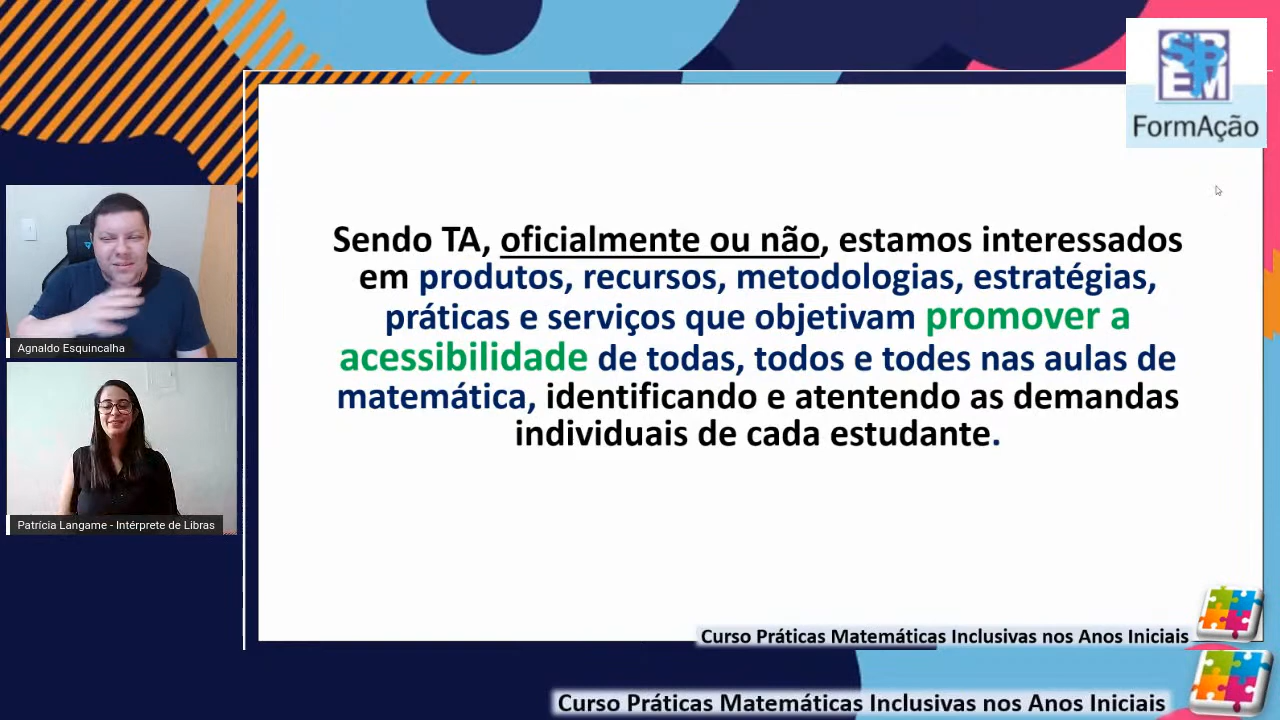 SBEM
FormAção
Sendo TA, oficialmente ou não, estamos interessados
em produtos, recursos, metodologias, estratégias,
práticas e serviços que objetivam promover a
acessibilidade de todas, todos e todes nas aulas de
matemática, identificando e atentendo as demandas
individuais de cada estudante.
Agnaldo Esquincalha
Patrícia Langame - Intérprete de Libras
Curso Práticas Matemáticas Inclusivas nos Anos Iniciais
Curso Práticas Matemáticas Inclusivas nos Anos Iniciais